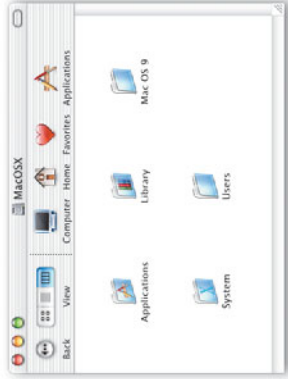 MacOSX
Back View Computer Home Favorites Applications
Applications Library Mac OS 9
System Users